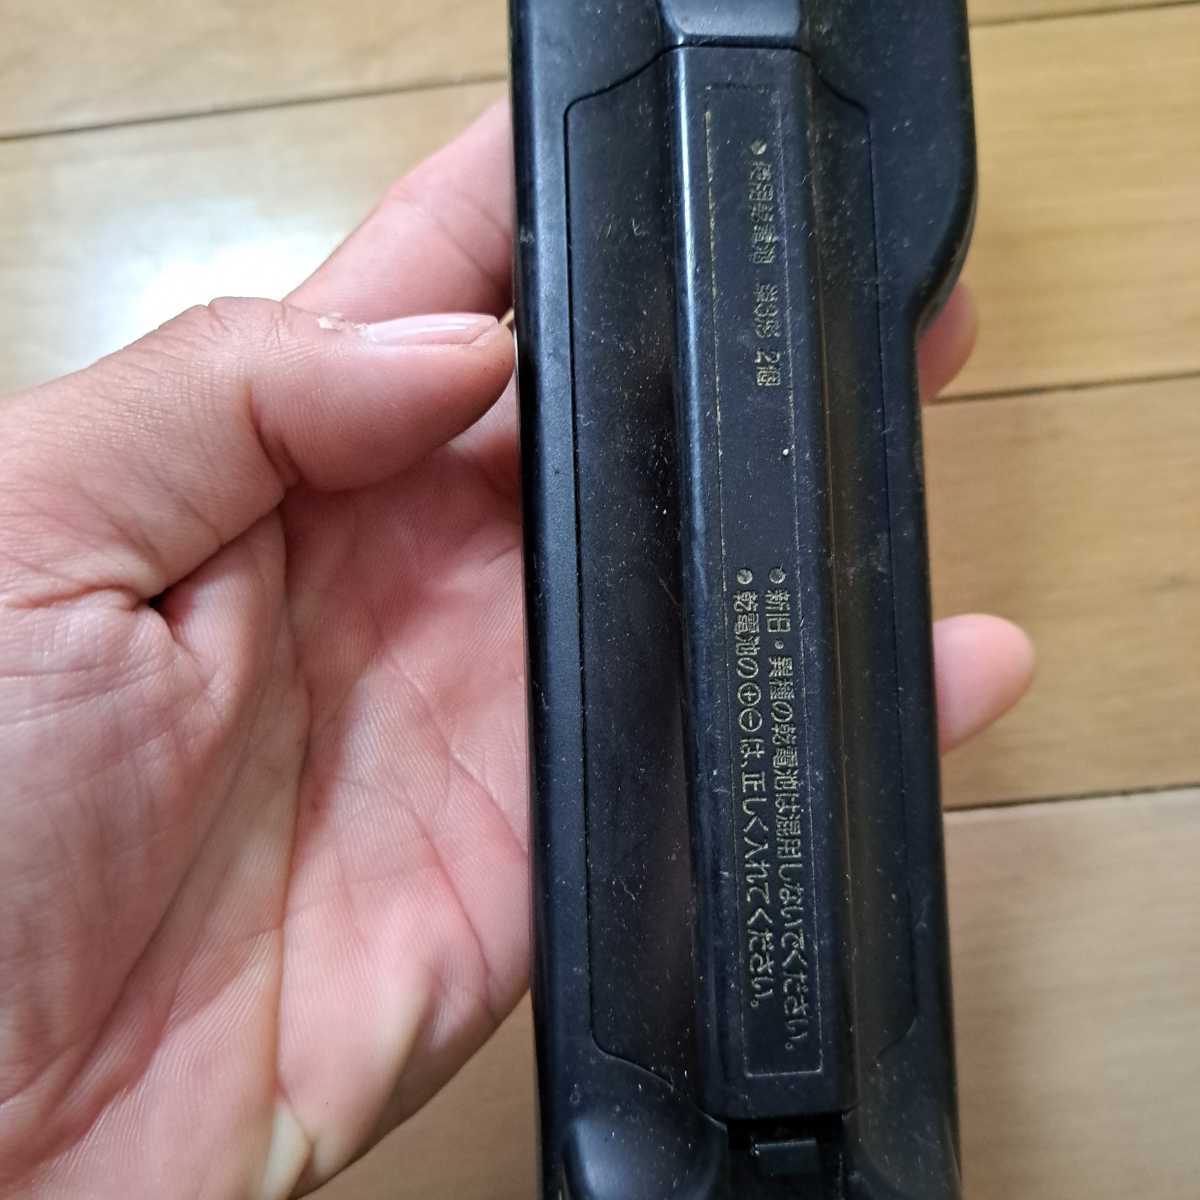 ●使用乾電池 単3形 2個
●新旧・異種の乾電池は混用しないでください。
●乾電池の⊕⊖は、正しく入れてください。